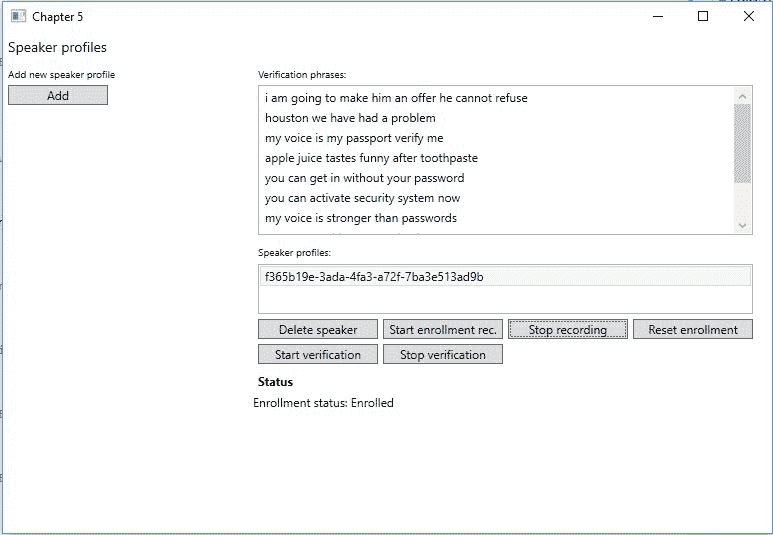 Chapter 5
Speaker profiles
Add new speaker profile
Add
Verification phrases:
i am going to make him an offer he cannot refuse
houston we have had a problem
my voice is my passport verify me
apple juice tastes funny after toothpaste
you can get in without your password
you can activate security system now
my voice is stronger than passwords
Speaker profiles:
f365b19e-3ada-4fa3-a72f-7ba3e513ad9b
Delete speaker
Start enrollment rec.
Stop recording
Reset enrollment
Start verification
Stop verification
Status
Enrollment status: Enrolled